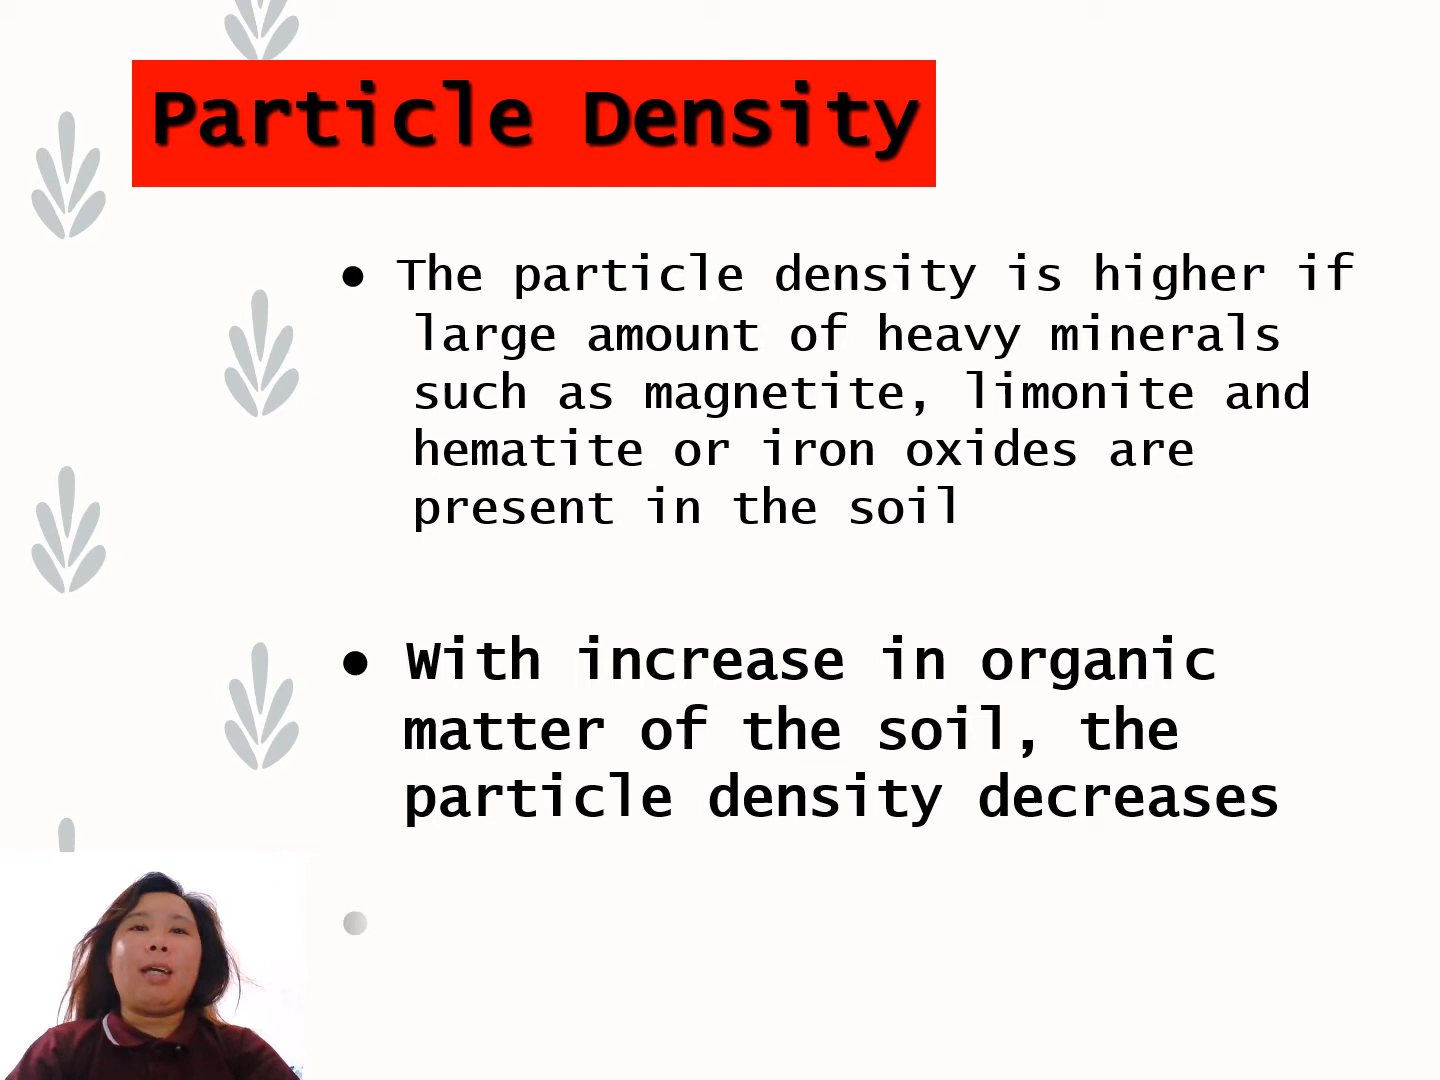 Particle Density
● The particle density is higher if
large amount of heavy minerals
such as magnetite, limonite and
hematite or iron oxides are
present in the soil
● With increase in organic
matter of the soil, the
particle density decreases
●